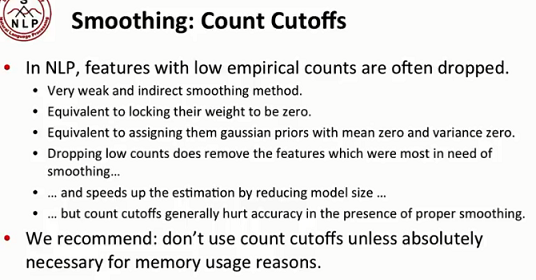 S
NLP
Smoothing: Count Cutoffs
• In NLP, features with low empirical counts are often dropped.
• Very weak and indirect smoothing method.
• Equivalent to locking their weight to be zero.
• Equivalent to assigning them gaussian priors with mean zero and variance zero.
• Dropping low counts does remove the features which were most in need of
smoothing…
• … and speeds up the estimation by reducing model size …
• … but count cutoffs generally hurt accuracy in the presence of proper smoothing.
• We recommend: don’t use count cutoffs unless absolutely
necessary for memory usage reasons.